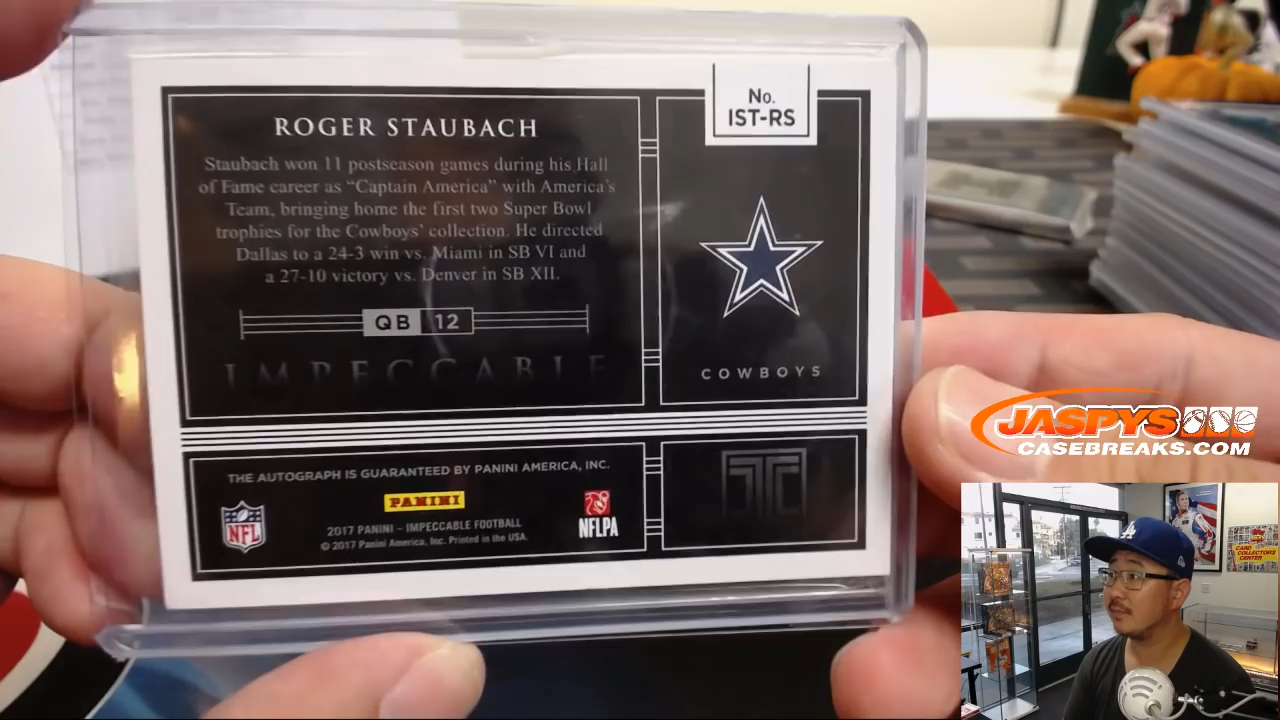 ROGER STAUBACH
Staubach won 11 postseason games during his Hall
of Fame career as “Captain America” with America's
Team, bringing home the first two Super Bowl
trophies for the Cowboys' collection. He directed
Dallas to a 24-3 win vs. Miami in SB VI and
a 27-10 victory vs. Denver in SB XII.
QB 12
IMPECCABLE
No.
IST-RS
COWBOYS
THE AUTOGRAPH IS GUARANTEED BY PANINI AMERICA, INC.
PANINI
NFL
NFLPA
2017 PANINI – IMPECCABLE FOOTBALL
© 2017 Panini America, Inc. Printed in the USA.
JASPYS
CASEBREAKS.COM
LA
CARD
COLLECTORS
CENTER